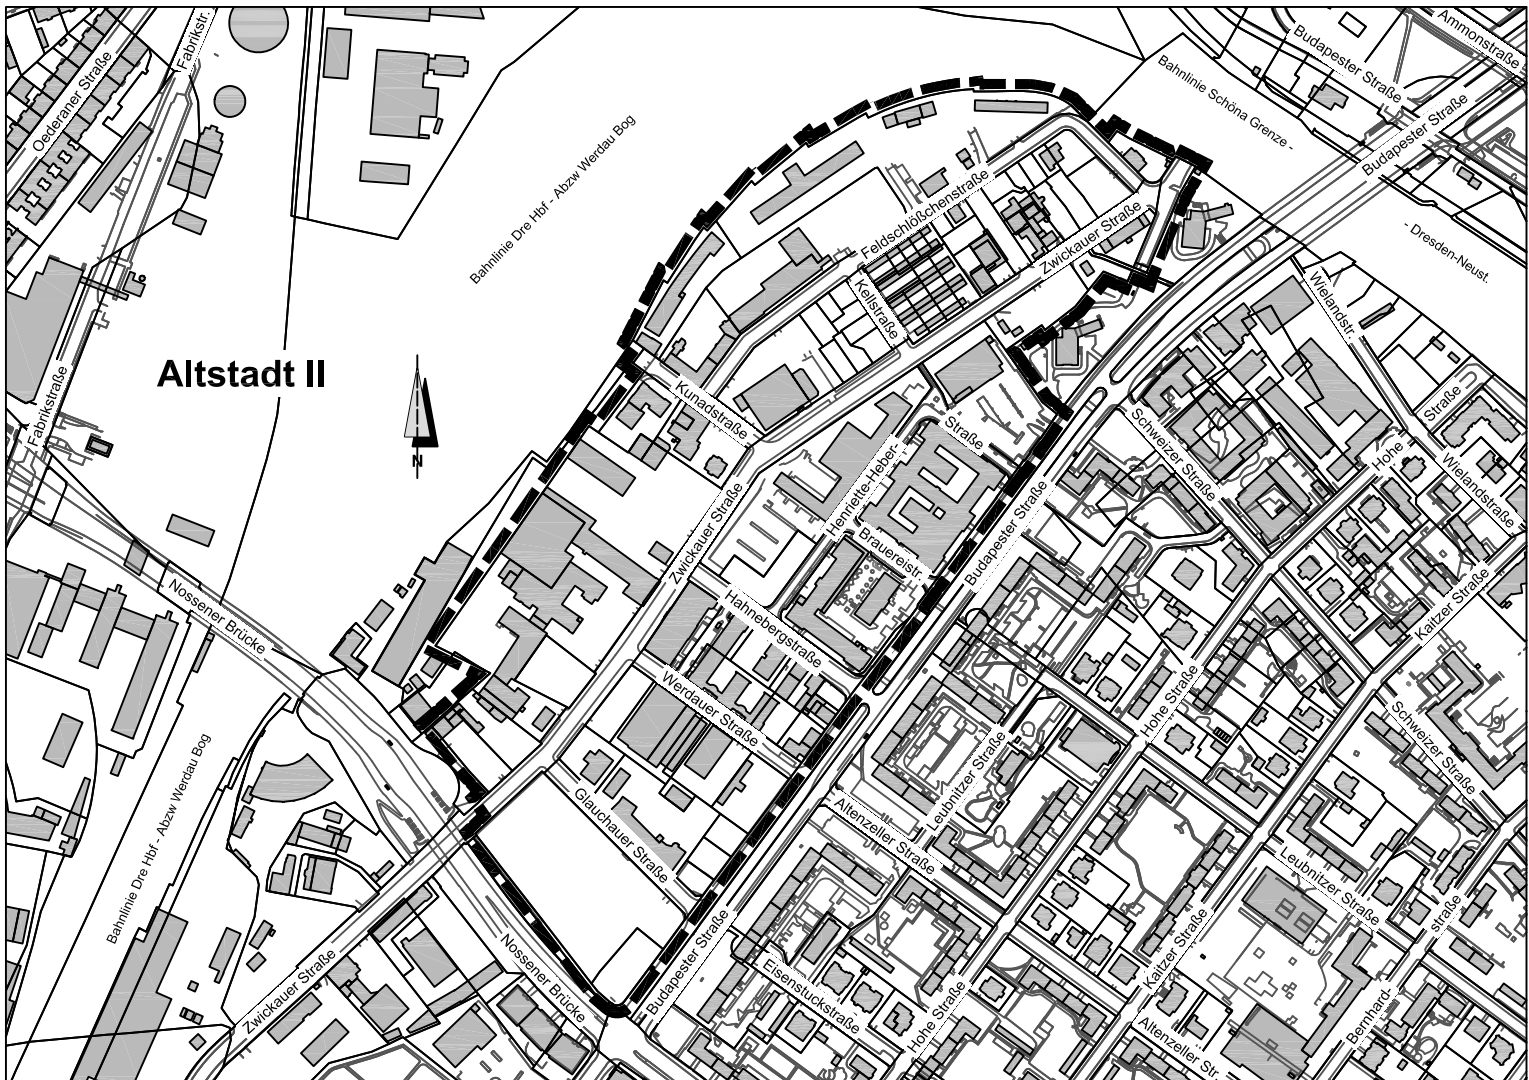 Fabrikstr.
Oederaner Straße
Ammonstraße
Budapester Straße
Bahnlinie Schöna Grenze -
Budapester Straße
Bahnlinie Dre Hbf - Abzw Werdau Bog
Feldschlößchenstraße
Zwickauer Straße
- Dresden-Neust.
Kellstraße
Wielandstr.
Altstadt II
Fabrikstraße
N
Kunadstraße
Straße
Straße
Schweizer Straße
Hohe
Henriette-Heber-
Wielandstraße
Zwickauer Straße
Brauereistr.
Budapester Straße
Nossener Brücke
Hahnebergstraße
Kaitzer Straße
Werdauer Straße
Hohe Straße
Schweizer Straße
Leubnitzer Straße
Bahnlinie Dre Hbf - Abzw Werdau Bog
Glauchauer Straße
Altenzeller Straße
Leubnitzer Straße
straße
Budapester Straße
Kaitzer Straße
Zwickauer Straße
Nossener Brücke
Eisenstuckstraße
Hohe Straße
Bernhard-
Altenzeller Str.